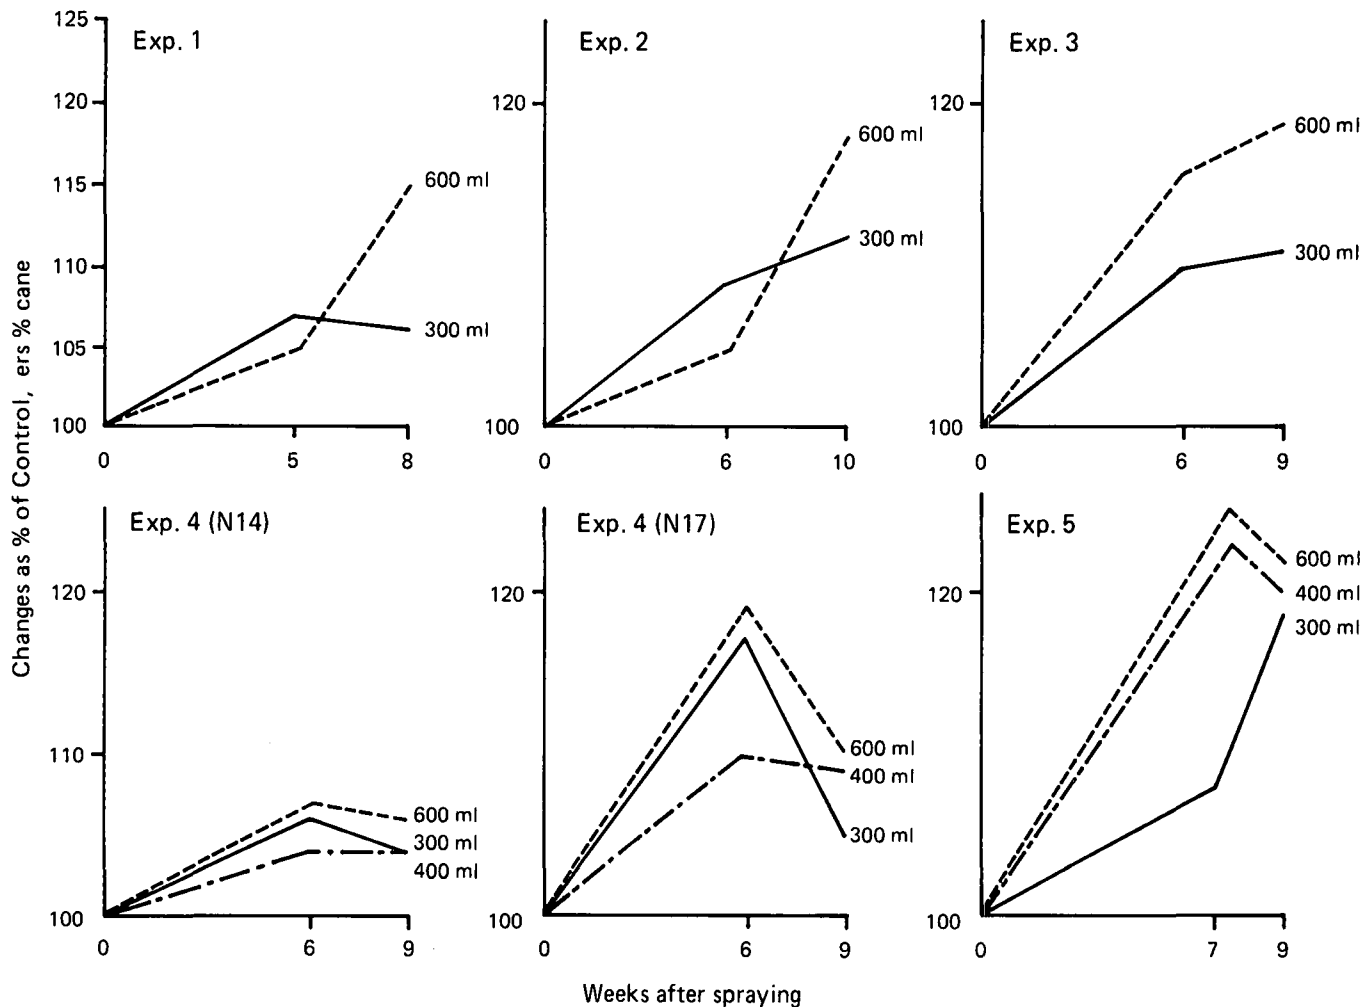 Changes as % of Control, ers % cane
Exp. 1
125
120
115
110
105
100
600 ml
300 ml
0 5 8
Exp. 2
120
100
600 ml
300 ml
0 6 10
Exp. 3
120
100
600 ml
300 ml
0 6 9
Exp. 4 (N14)
120
110
100
600 ml
300 ml
400 ml
0 6 9
Exp. 4 (N17)
120
100
600 ml
400 ml
300 ml
0 6 9
Exp. 5
120
100
600 ml
400 ml
300 ml
0 7 9
Weeks after spraying